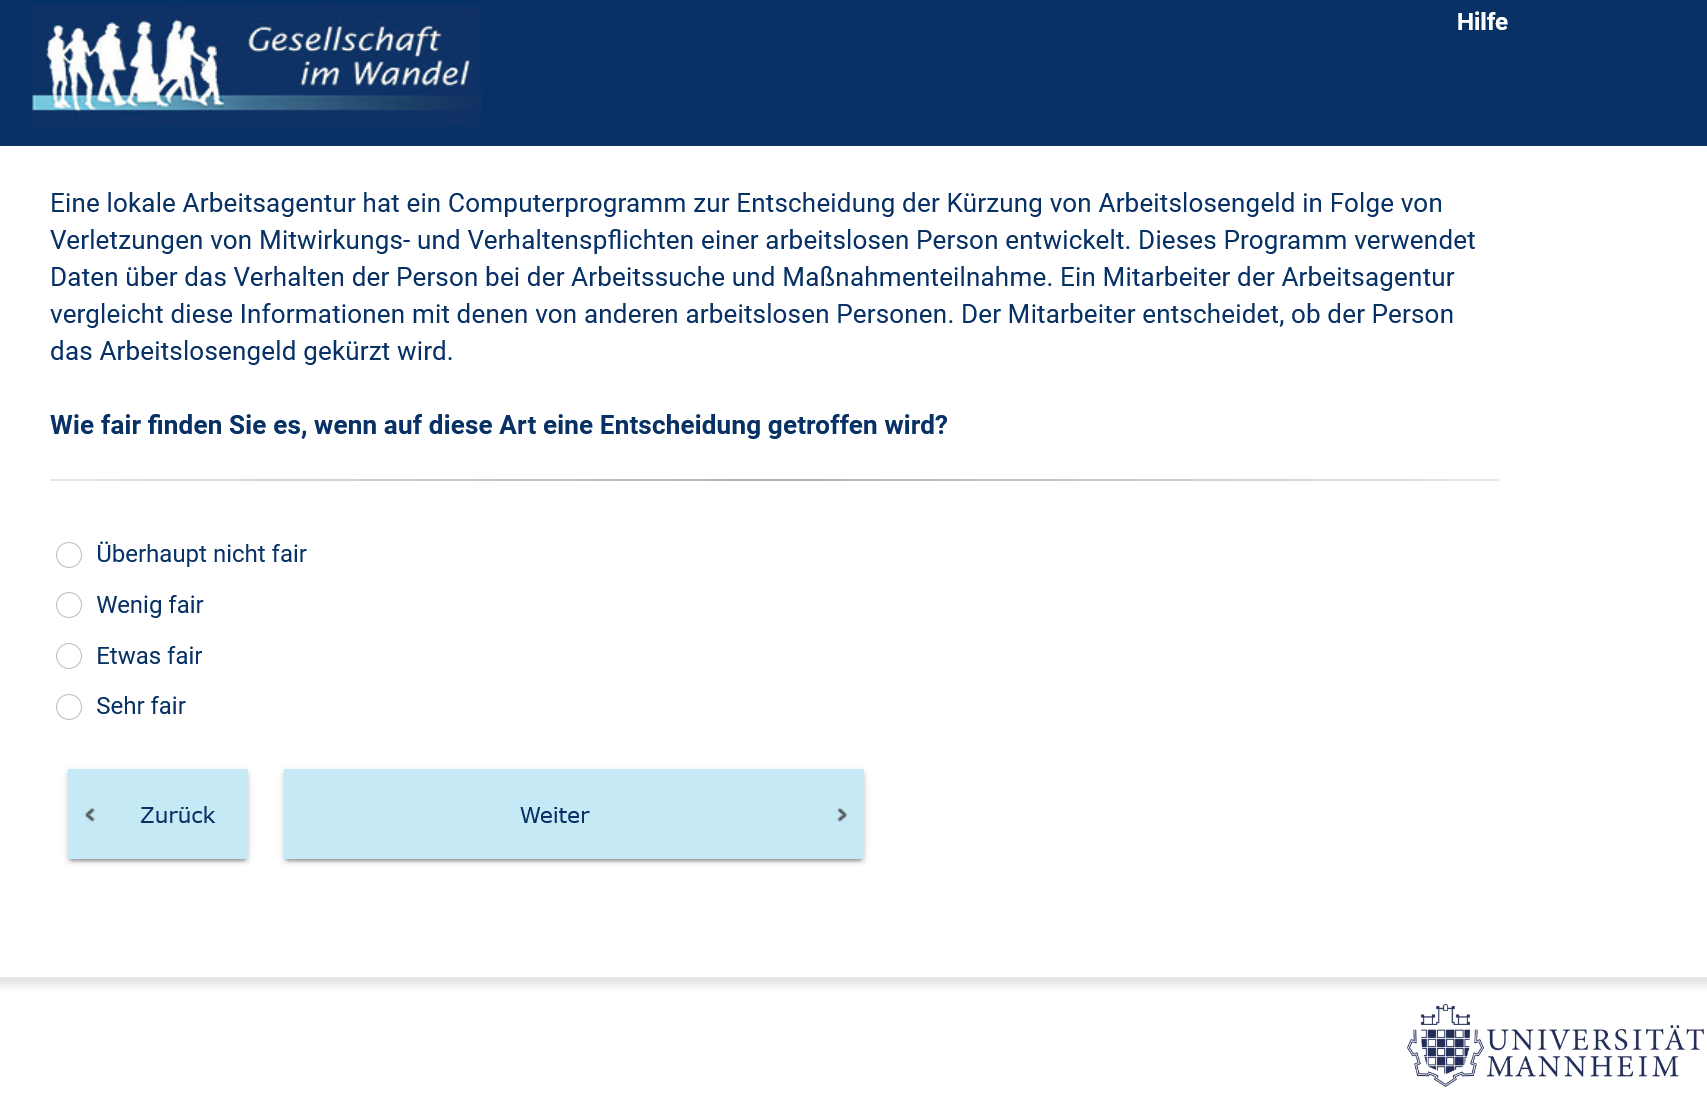 Gesellschaft
im Wandel
Hilfe
Eine lokale Arbeitsagentur hat ein Computerprogramm zur Entscheidung der Kürzung von Arbeitslosengeld in Folge von
Verletzungen von Mitwirkungs- und Verhaltenspflichten einer arbeitslosen Person entwickelt. Dieses Programm verwendet
Daten über das Verhalten der Person bei der Arbeitssuche und Maßnahmenteilnahme. Ein Mitarbeiter der Arbeitsagentur
vergleicht diese Informationen mit denen von anderen arbeitslosen Personen. Der Mitarbeiter entscheidet, ob der Person
das Arbeitslosengeld gekürzt wird.
Wie fair finden Sie es, wenn auf diese Art eine Entscheidung getroffen wird?
Überhaupt nicht fair
Wenig fair
Etwas fair
Sehr fair
Zurück
Weiter
UNIVERSITÄT
MANNHEIM